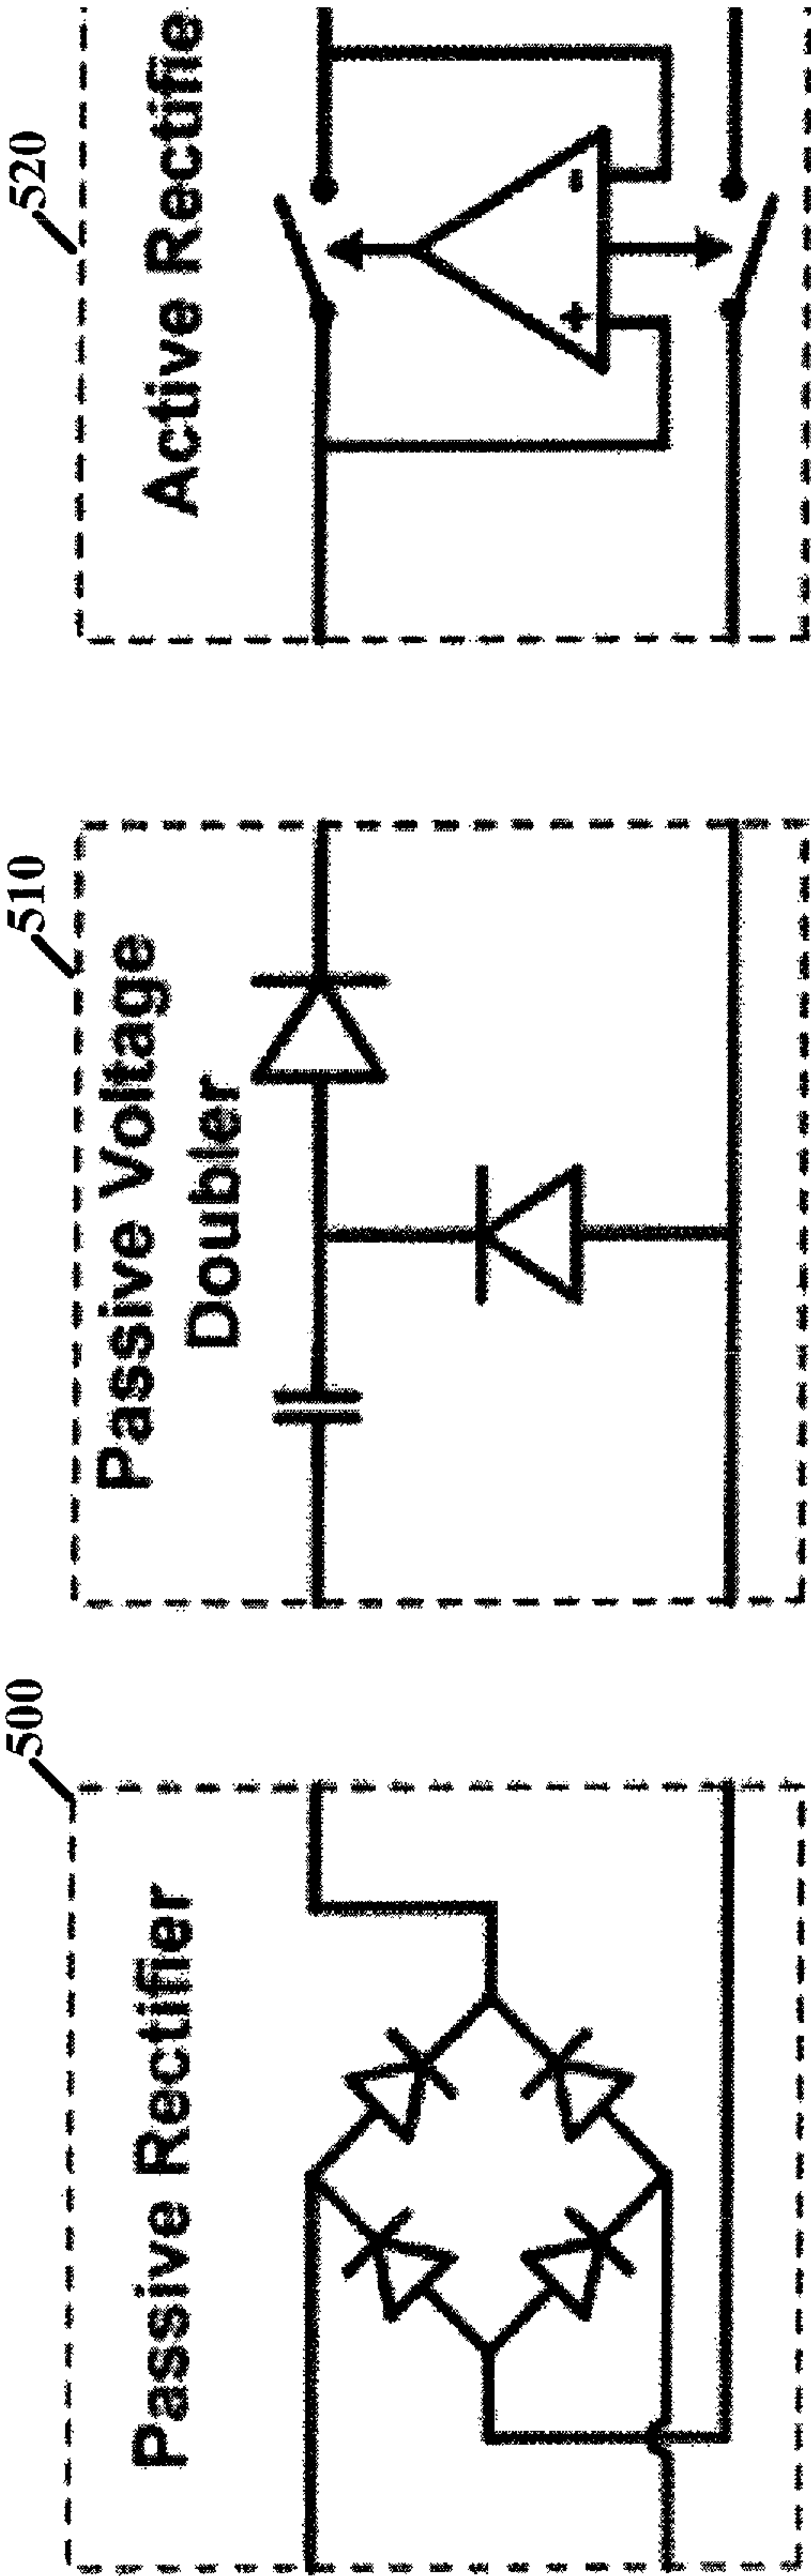 500
Passive Rectifier
510
Passive Voltage
Doubler
520
Active Rectifie
+
-